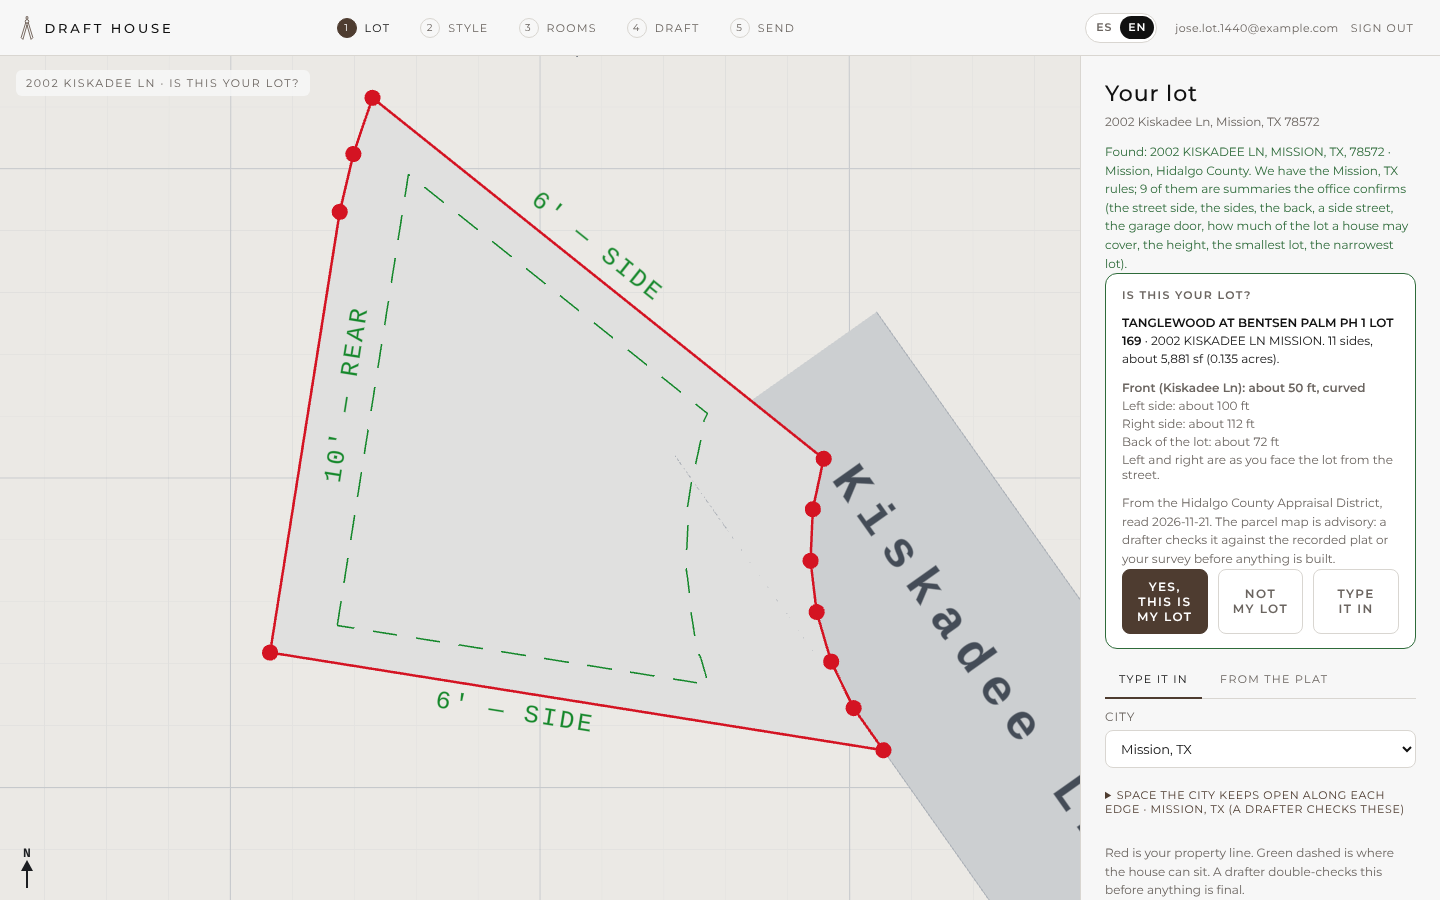 DRAFT HOUSE
1 LOT
2 STYLE
3 ROOMS
4 DRAFT
5 SEND
ES EN
jose.lot.1440@example.com
SIGN OUT
2002 KISKADEE LN · IS THIS YOUR LOT?
6' — SIDE
10' — REAR
6' — SIDE
Kiskadee
N
Your lot
2002 Kiskadee Ln, Mission, TX 78572
Found: 2002 KISKADEE LN, MISSION, TX, 78572 ·
Mission, Hidalgo County. We have the Mission, TX
rules; 9 of them are summaries the office confirms
(the street side, the sides, the back, a side street,
the garage door, how much of the lot a house may
cover, the height, the smallest lot, the narrowest
lot).
IS THIS YOUR LOT?
TANGLEWOOD AT BENTSEN PALM PH 1 LOT
169 · 2002 KISKADEE LN MISSION. 11 sides,
about 5,881 sf (0.135 acres).
Front (Kiskadee Ln): about 50 ft, curved
Left side: about 100 ft
Right side: about 112 ft
Back of the lot: about 72 ft
Left and right are as you face the lot from the
street.
From the Hidalgo County Appraisal District,
read 2026-11-21. The parcel map is advisory: a
drafter checks it against the recorded plat or
your survey before anything is built.
YES,
THIS IS
MY LOT
NOT
MY LOT
TYPE
IT IN
TYPE IT IN
FROM THE PLAT
CITY
Mission, TX
SPACE THE CITY KEEPS OPEN ALONG EACH
EDGE · MISSION, TX (A DRAFTER CHECKS THESE)
Red is your property line. Green dashed is where
the house can sit. A drafter double-checks this
before anything is final.